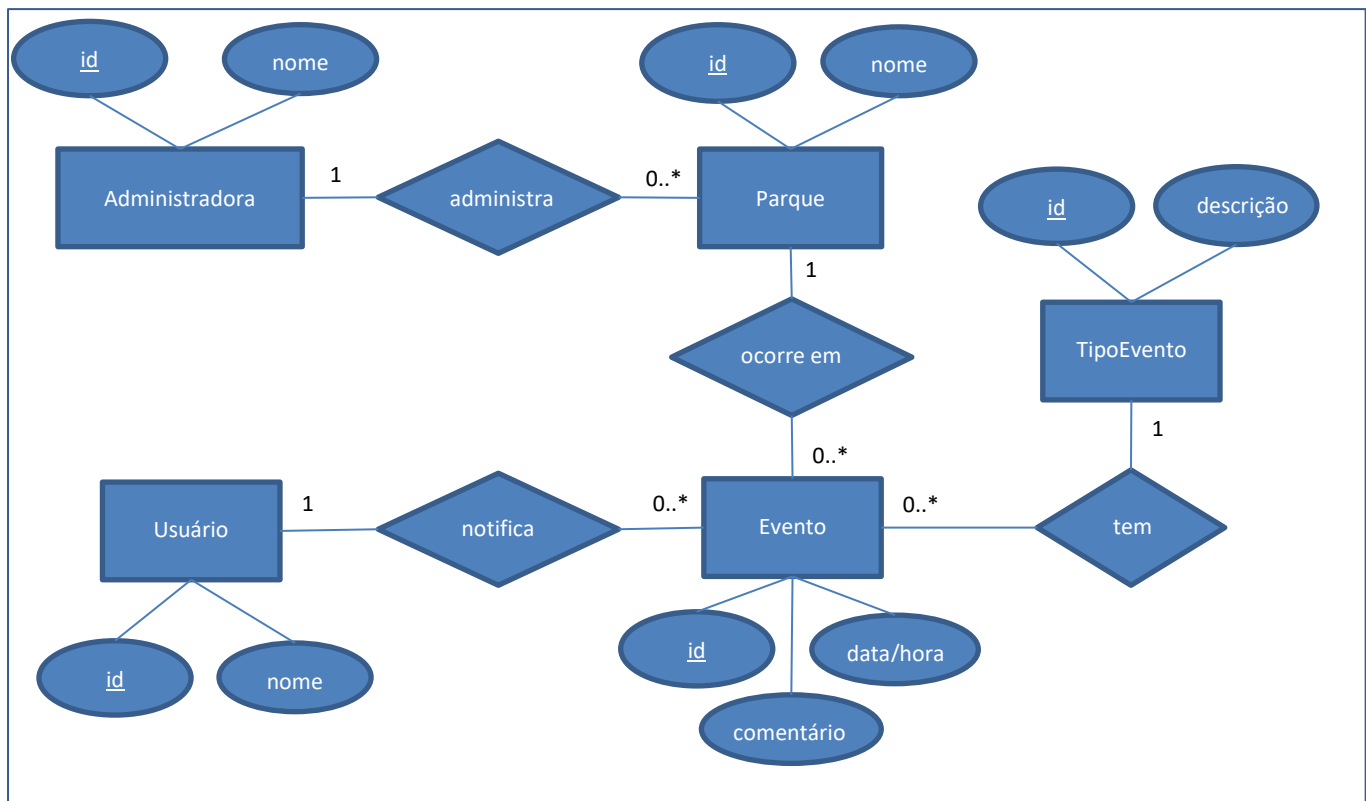 id
nome
id
nome
Administradora
1
administra
0..*
Parque
id
descrição
1
ocorre em
TipoEvento
1
0..*
Usuário
1
notifica
0..*
Evento
0..*
tem
id
nome
id
data/hora
comentário